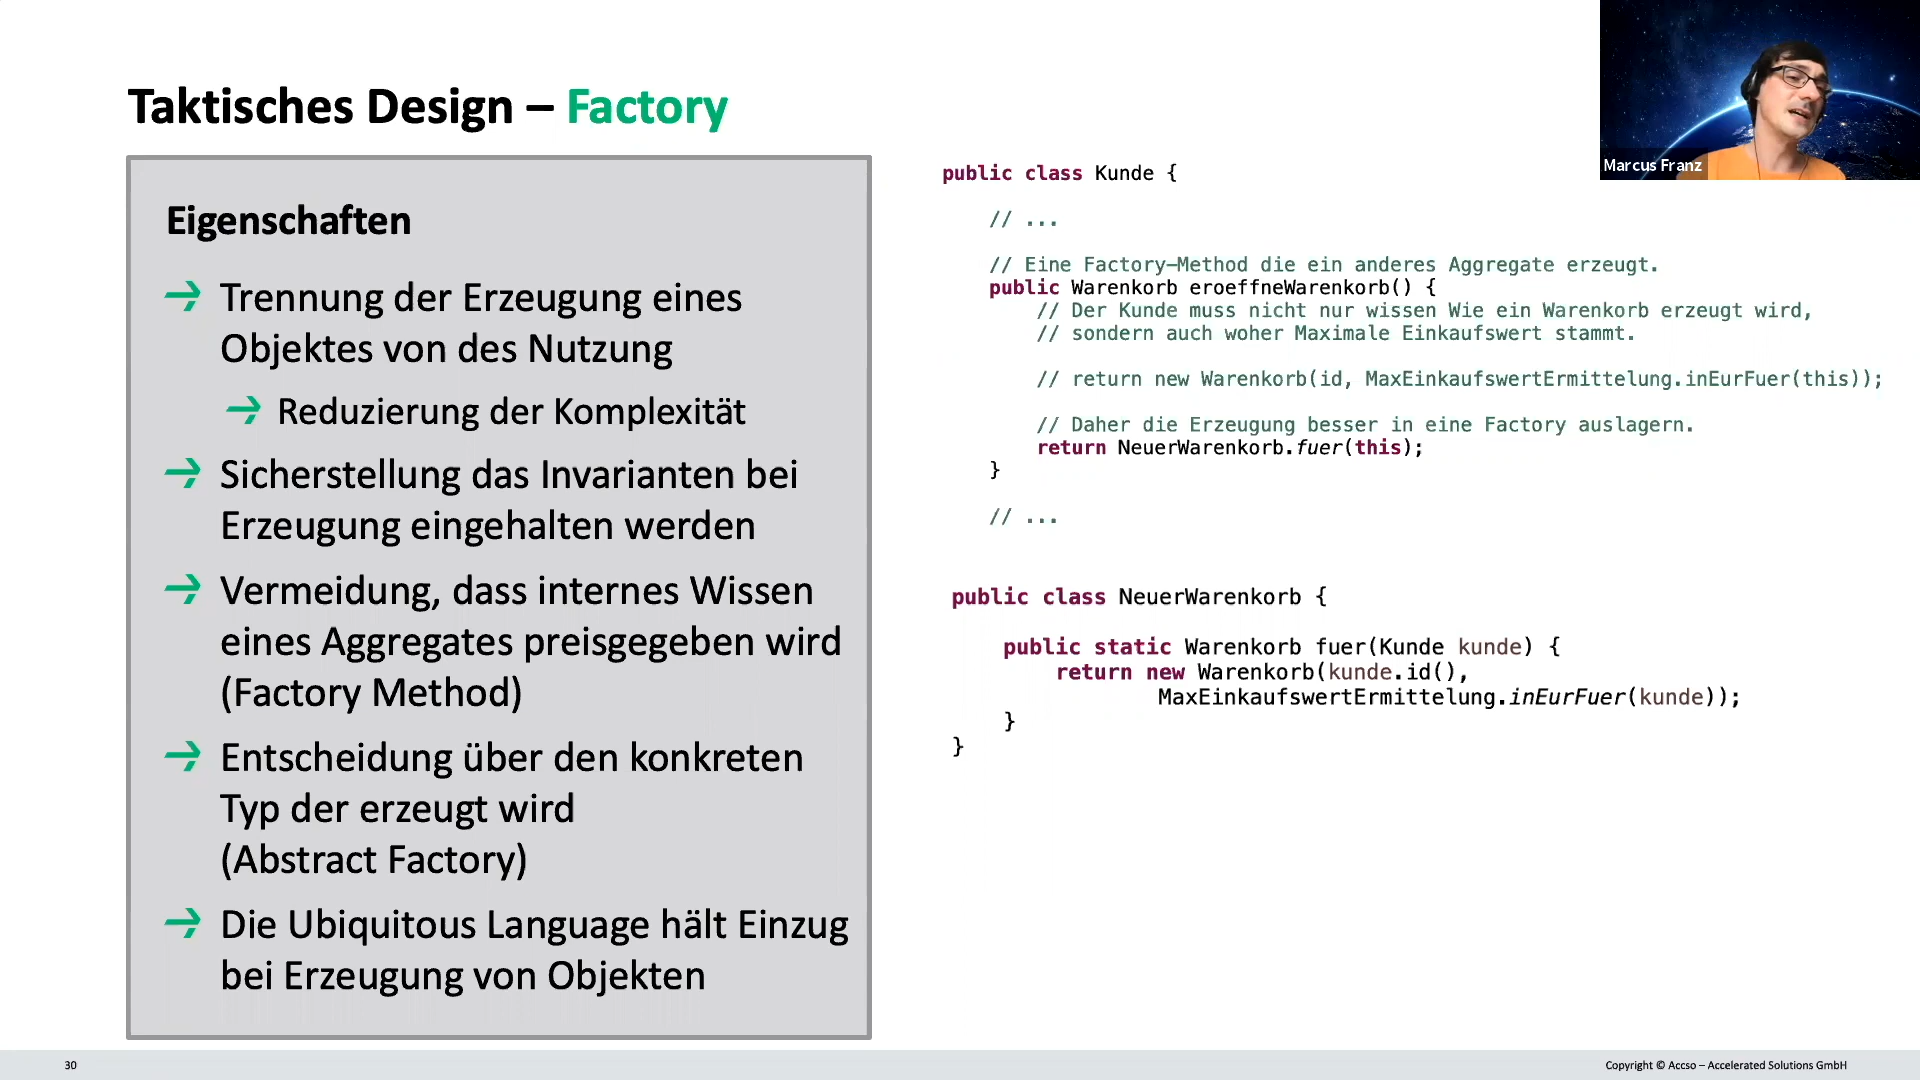 Taktisches Design – Factory
Eigenschaften
Trennung der Erzeugung eines
Objektes von des Nutzung
Reduzierung der Komplexität
Sicherstellung das Invarianten bei
Erzeugung eingehalten werden
Vermeidung, dass internes Wissen
eines Aggregates preisgegeben wird
(Factory Method)
Entscheidung über den konkreten
Typ der erzeugt wird
(Abstract Factory)
Die Ubiquitous Language hält Einzug
bei Erzeugung von Objekten
public class Kunde {
// ...
// Eine Factory–Method die ein anderes Aggregate erzeugt.
public Warenkorb eroeffneWarenkorb() {
// Der Kunde muss nicht nur wissen Wie ein Warenkorb erzeugt wird,
// sondern auch woher Maximale Einkaufswert stammt.
// return new Warenkorb(id, MaxEinkaufswertErmittelung.inEurFuer(this));
// Daher die Erzeugung besser in eine Factory auslagern.
return NeuerWarenkorb.fuer(this);
}
// ...
public class NeuerWarenkorb {
public static Warenkorb fuer(Kunde kunde) {
return new Warenkorb(kunde.id(),
MaxEinkaufswertErmittelung.inEurFuer(kunde));
}
}
Marcus Franz
30
Copyright © Accso – Accelerated Solutions GmbH